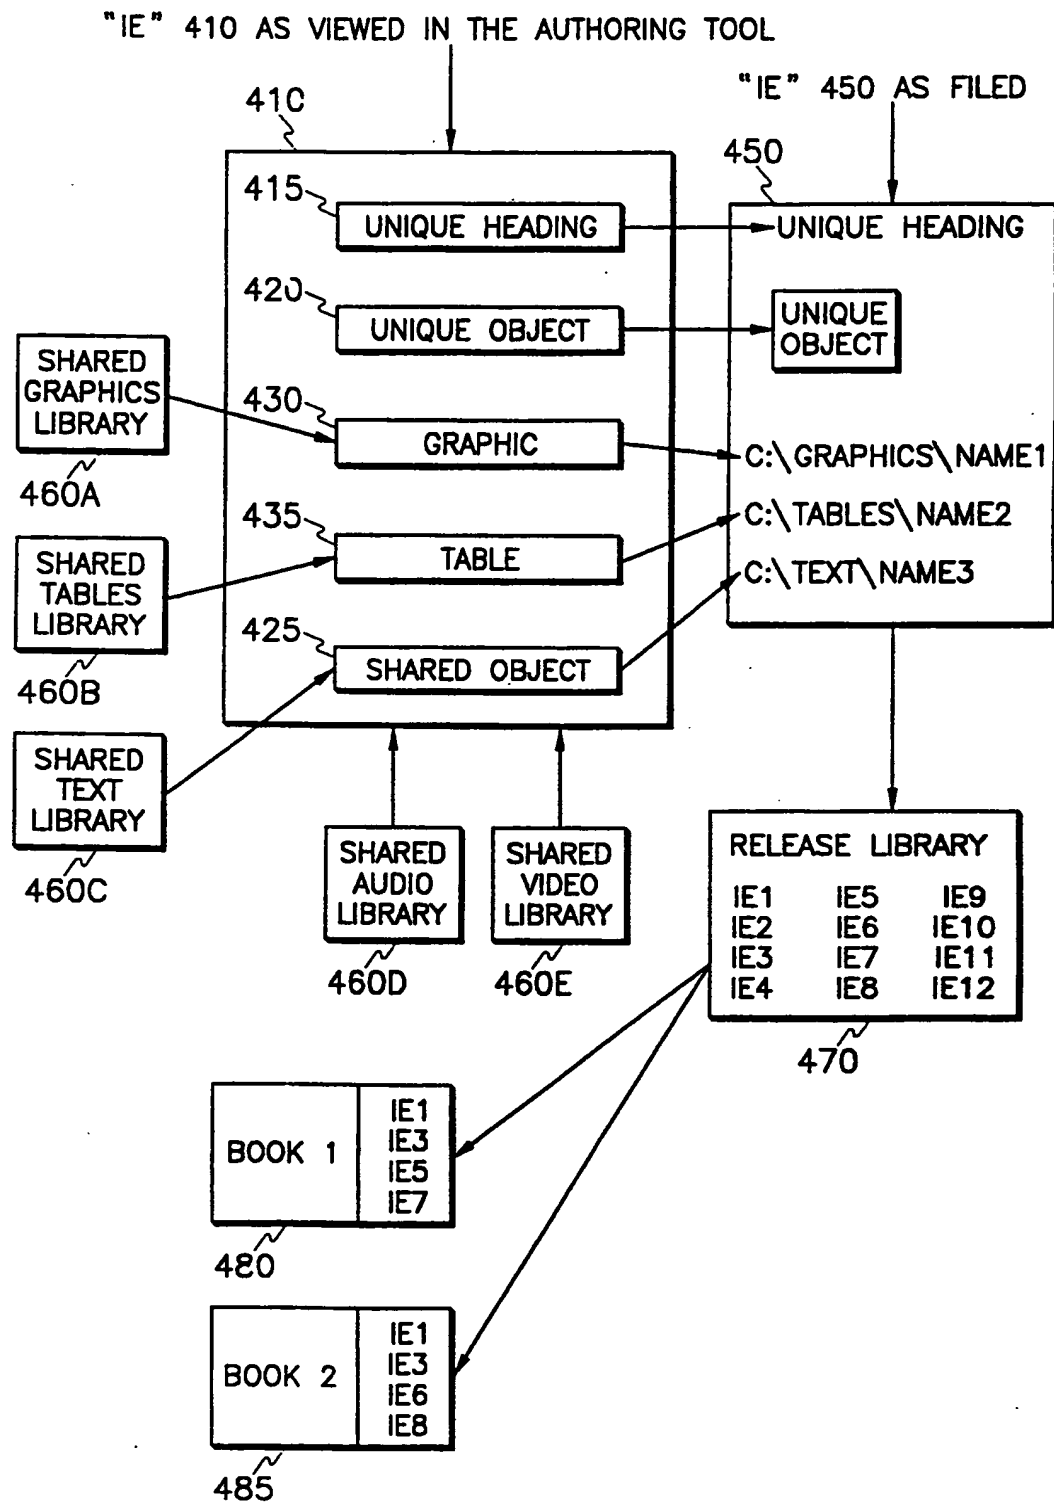 "IE" 410 AS VIEWED IN THE AUTHORING TOOL
"IE" 450 AS FILED
410
450
415
UNIQUE HEADING
UNIQUE HEADING
420
UNIQUE OBJECT
UNIQUE
OBJECT
SHARED
GRAPHICS
LIBRARY
460A
430
GRAPHIC
C:\GRAPHICS\NAME1
435
TABLE
C:\TABLES\NAME2
SHARED
TABLES
LIBRARY
460B
C:\TEXT\NAME3
425
SHARED OBJECT
SHARED
TEXT
LIBRARY
460C
SHARED
AUDIO
LIBRARY
460D
SHARED
VIDEO
LIBRARY
460E
RELEASE LIBRARY
IE1 IE5 IE9
IE2 IE6 IE10
IE3 IE7 IE11
IE4 IE8 IE12
470
BOOK 1
IE1
IE3
IE5
IE7
480
BOOK 2
IE1
IE3
IE6
IE8
485